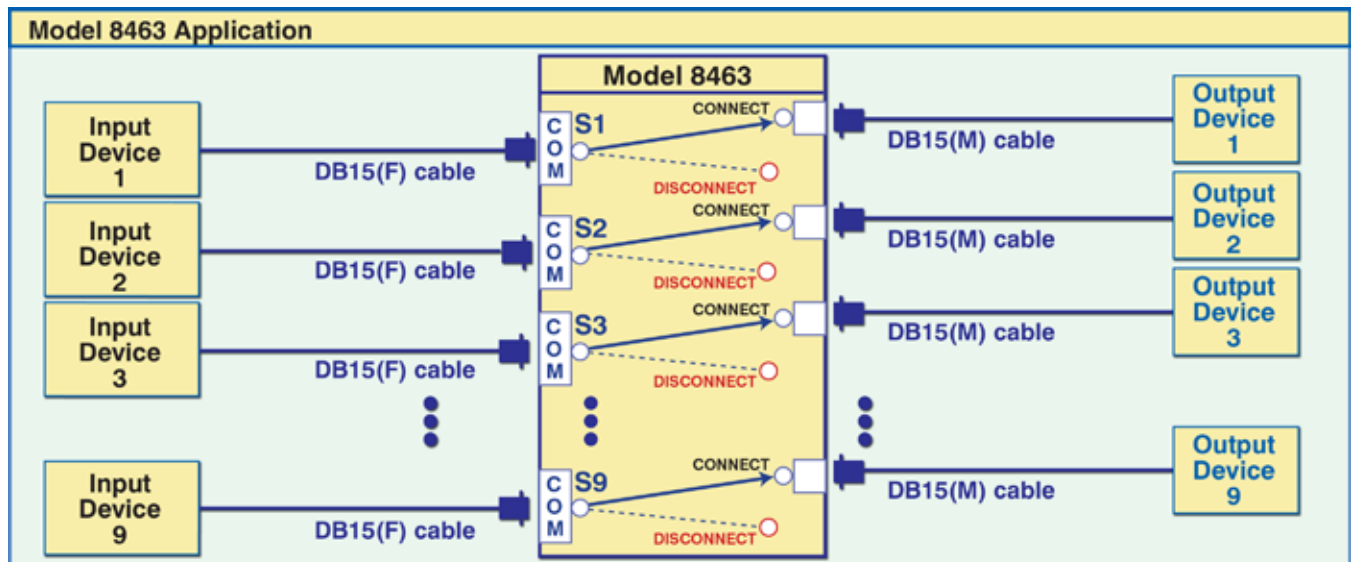 Model 8463 Application
Model 8463
Input
Device
1
DB15(F) cable
C
O
M
S1
CONNECT
DISCONNECT
DB15(M) cable
Output
Device
1
Input
Device
2
DB15(F) cable
C
O
M
S2
CONNECT
DISCONNECT
DB15(M) cable
Output
Device
2
Input
Device
3
DB15(F) cable
C
O
M
S3
CONNECT
DISCONNECT
DB15(M) cable
Output
Device
3
Input
Device
9
DB15(F) cable
C
O
M
S9
CONNECT
DISCONNECT
DB15(M) cable
Output
Device
9